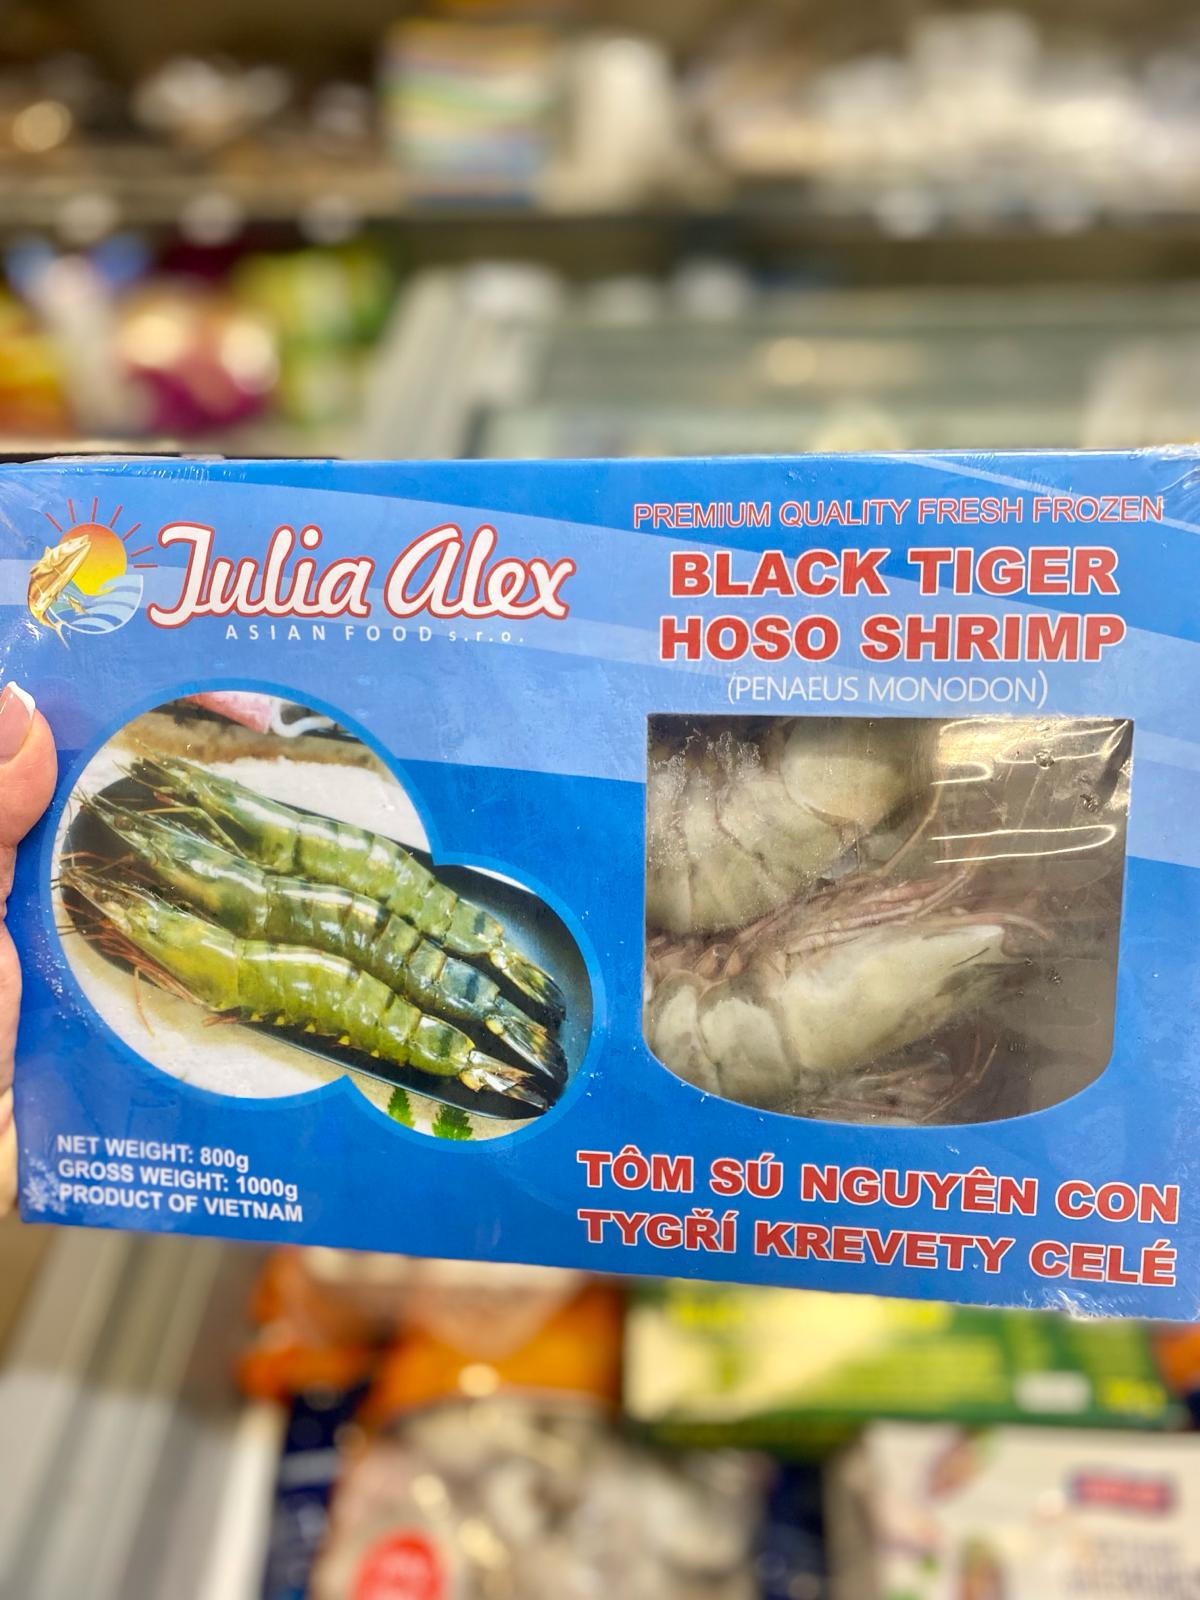 Julia Alex
ASIAN FOOD s.r.o.
PREMIUM QUALITY FRESH FROZEN
BLACK TIGER
HOSO SHRIMP
(PENAEUS MONODON)
NET WEIGHT: 800g
GROSS WEIGHT: 1000g
PRODUCT OF VIETNAM
TÔM SÚ NGUYÊN CON
TYGŘÍ KREVETY CELÉ